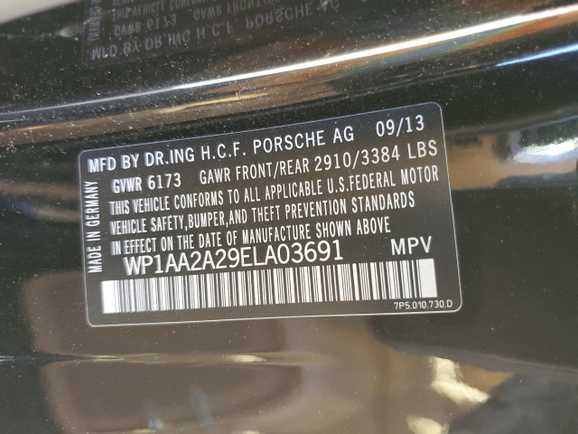 MFD BY DR.ING H.C.F. PORSCHE AG 09/13
GVWR 6173 GAWR FRONT/REAR 2910/3384 LBS
THIS VEHICLE CONFORMS TO ALL APPLICABLE U.S.FEDERAL MOTOR
VEHICLE SAFETY,BUMPER,AND THEFT PREVENTION STANDARDS
IN EFFECT ON THE DATE OF MANUFACTURE SHOWN ABOVE.
WP1AA2A29ELA03691 MPV
7P5.010.730.D
MADE IN GERMANY